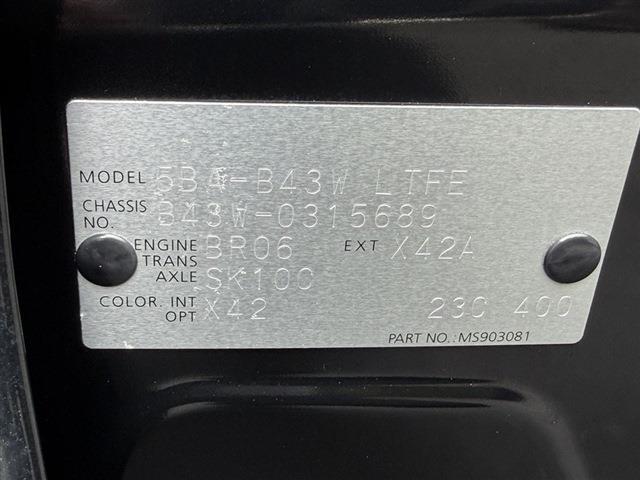 MODEL 5BA-B43W LTFE
CHASSIS NO. B43W-0315689
ENGINE BR06 EXT X42A
TRANS AXLE SK10C
COLOR. INT OPT X42 23C 400
PART NO.: MS903081